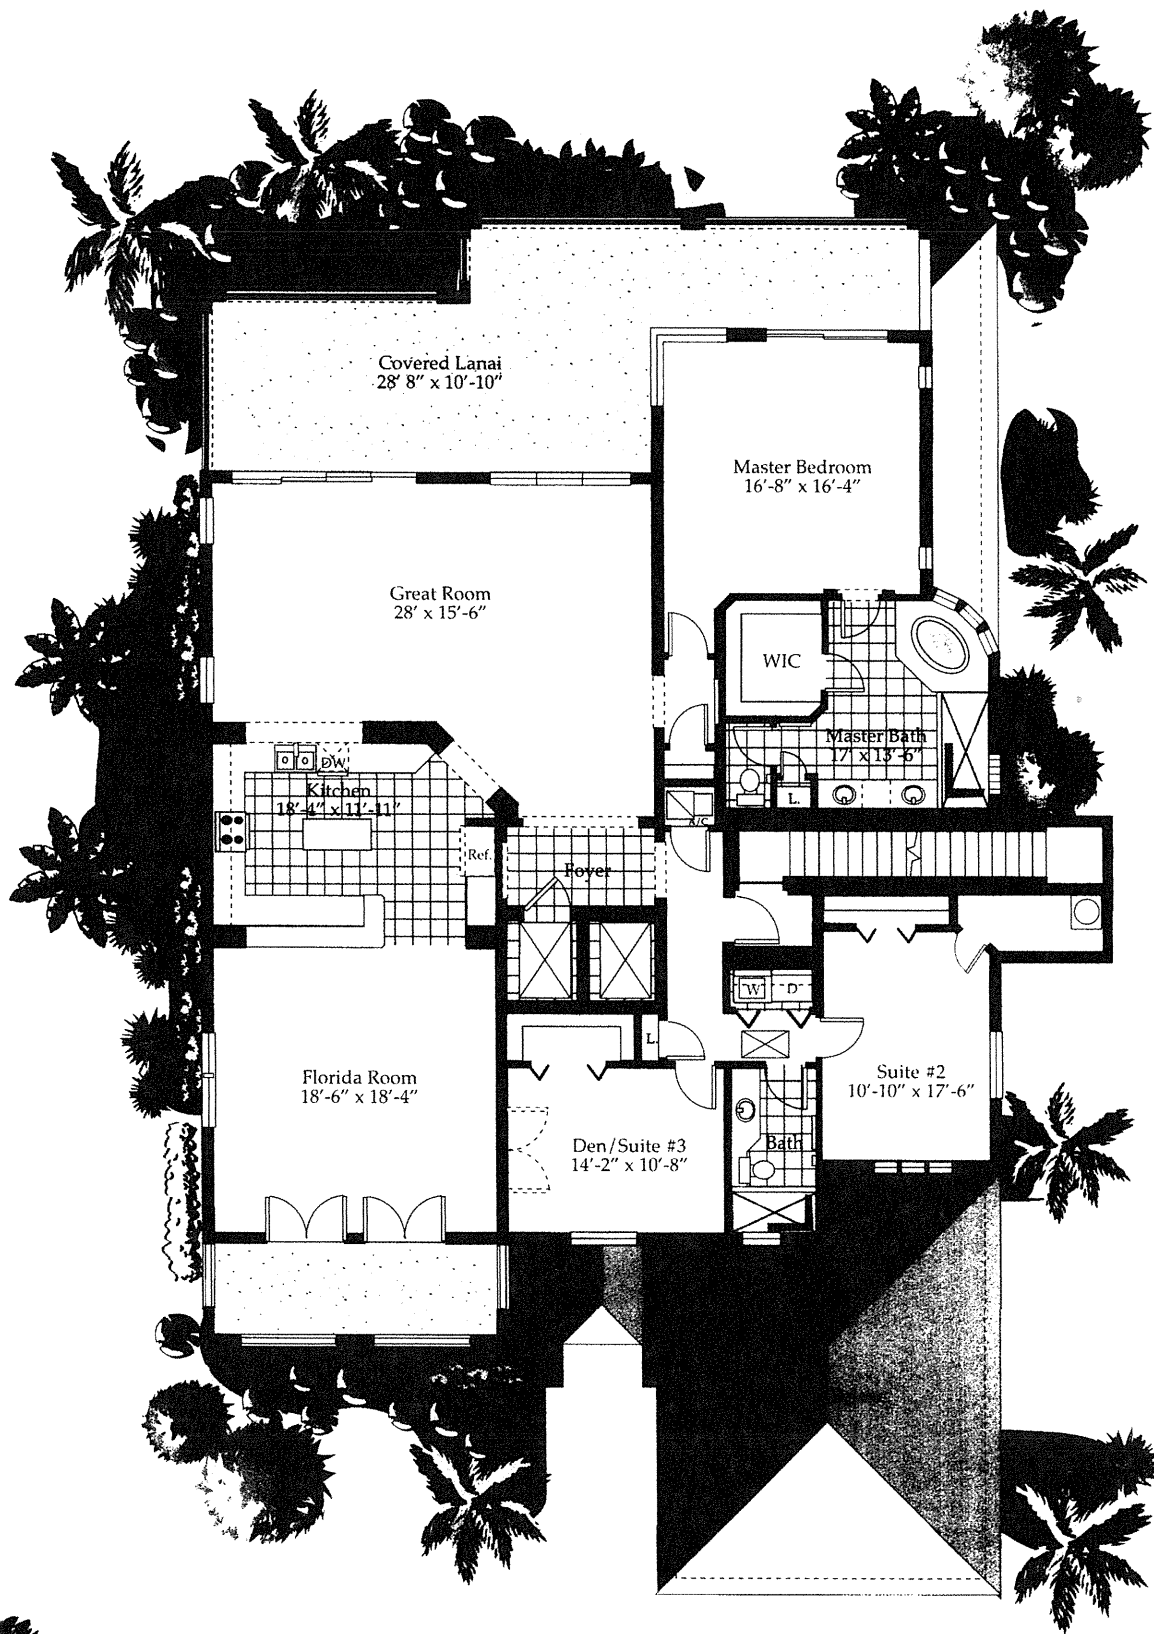 Covered Lanai
28' 8" x 10'-10"
Master Bedroom
16'-8" x 16'-4"
Great Room
28' x 15'-6"
WIC
Master Bath
17' x 13'-6"
DW
Kitchen
18'-4" x 11'-11"
L.
A/C
Ref.
Foyer
W
D
L.
Suite #2
10'-10" x 17'-6"
Florida Room
18'-6" x 18'-4"
Den/Suite #3
14'-2" x 10'-8"
Bath